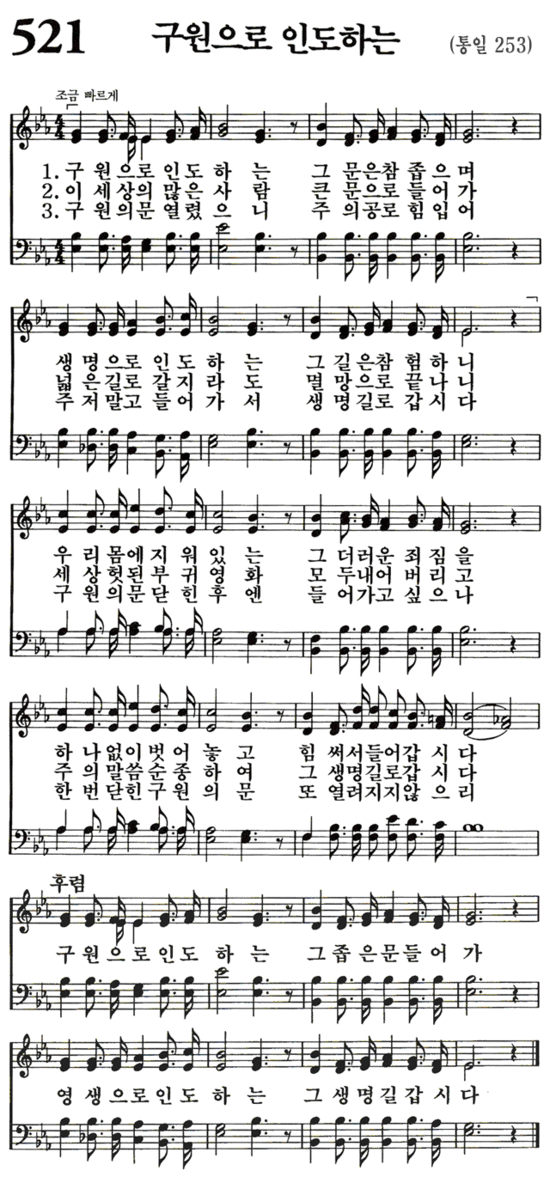 521 구원으로 인도하는 (통일 253)
조금 빠르게
1. 구 원으로 인도 하 는 그 문은참 좁으며
2. 이 세상의 많은 사 람 큰 문으로 들어가
3. 구 원의문 열렸 으 니 주 의공로 힘입어
생 명으로 인도 하 는 그 길은참 험하니
넓 은길로 갈지 라 도 멸 망으로 끝나니
주 저말고 들어 가 서 생 명길로 갑시다
우 리몸에 지 워 있 는 그 더러운 죄 짐 을
세 상헛된 부 귀 영 화 모 두내어 버 리 고
구 원의문 닫 힌 후 엔 들 어가고 싶 으 나
하 나없이 벗어 놓 고 힘 써서들어갑 시 다
주 의말씀순종 하 여 그 생명길로갑 시 다
한 번닫힌구원 의 문 또 열려지지않 으 리
후렴
구 원으로인도 하 는 그좁은문들어 가
영 생으로인도 하 는 그 생 명길 갑시 다